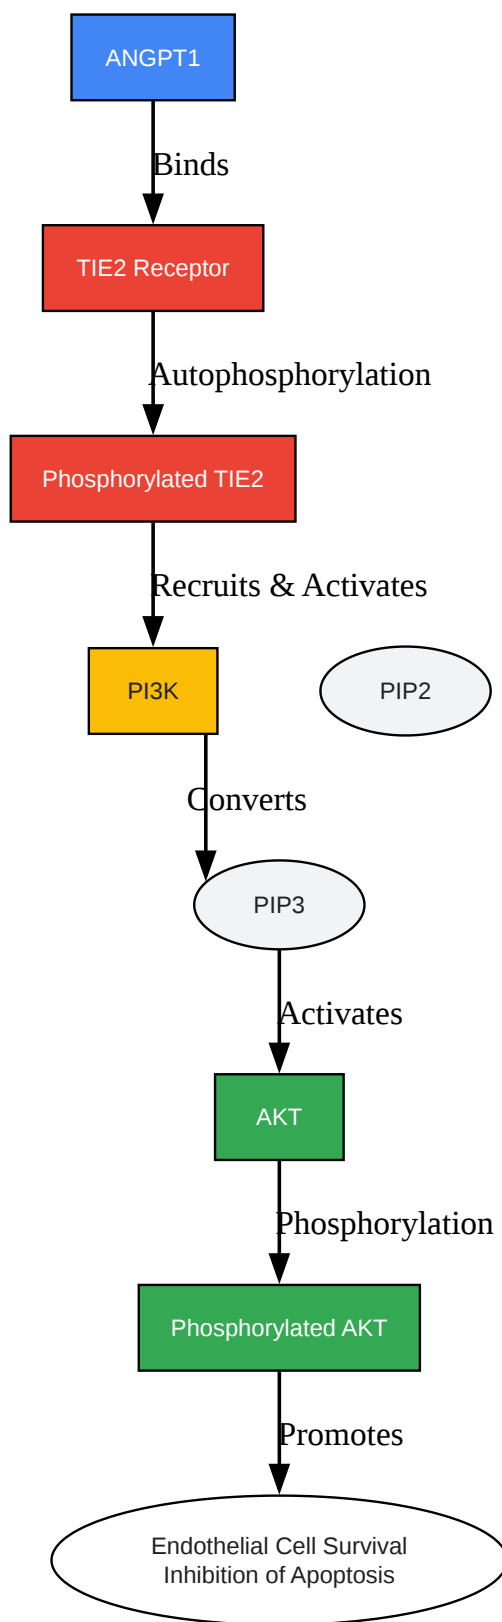 ANGPT1
Binds
TIE2 Receptor
Autophosphorylation
Phosphorylated TIE2
Recruits & Activates
PI3K
PIP2
Converts
PIP3
Activates
AKT
Phosphorylation
Phosphorylated AKT
Promotes
Endothelial Cell Survival
Inhibition of Apoptosis